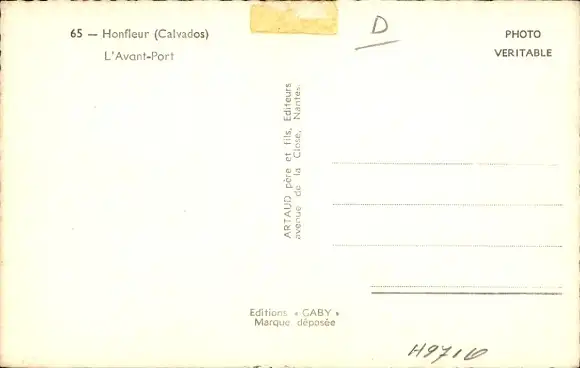 65 — Honfleur (Calvados)
L'Avant-Port
D
PHOTO
VERITABLE
ARTAUD père et fils, Editeurs
avenue de la Close, Nantes.
Editions « GABY »
Marque déposée